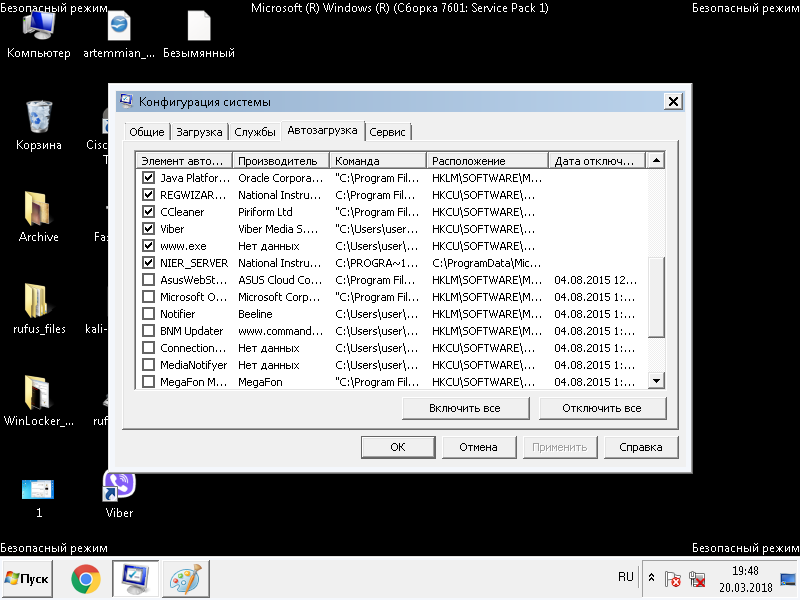 Безопасный режим Microsoft (R) Windows (R) (Сборка 7601: Service Pack 1) Безопасный режим
Компьютер artemmian_... Безымянный
Корзина
Archive
rufus_files
WinLocker_...
1 Viber
Конфигурация системы
Общие Загрузка Службы Автозагрузка Сервис
Элемент авто... Производитель Команда Расположение Дата отключ...
Java Platfor... Oracle Corpora... "C:\Program Fil... HKLM\SOFTWARE\M...
REGWIZAR... National Instru... "C:\Program Fil... HKCU\SOFTWARE\...
CCleaner Piriform Ltd "C:\Program Fil... HKCU\SOFTWARE\...
Viber Viber Media S.... "C:\Users\user... HKCU\SOFTWARE\...
www.exe Нет данных C:\Users\user\... HKCU\SOFTWARE\...
NIER_SERVER National Instru... C:\PROGRA~1... C:\ProgramData\Mic...
AsusWebSt... ASUS Cloud Co... C:\Program Fil... HKLM\SOFTWARE\M... 04.08.2015 12...
Microsoft O... Microsoft Corp... "C:\Program Fil... HKLM\SOFTWARE\M... 04.08.2015 1:...
Notifier Beeline C:\Users\user\... HKLM\SOFTWARE\M... 04.08.2015 1:...
BNM Updater www.command... C:\Program Fil... HKLM\SOFTWARE\M... 04.08.2015 1:...
Connection... Нет данных C:\Users\user\... HKCU\SOFTWARE\... 04.08.2015 1:...
MediaNotifyer Нет данных C:\Users\user\... HKCU\SOFTWARE\... 04.08.2015 1:...
MegaFon M... MegaFon "C:\Program Fil... HKCU\SOFTWARE\... 04.08.2015 1:...
Включить все Отключить все
ОК Отмена Применить Справка
Безопасный режим Безопасный режим
Пуск RU 19:48
20.03.2018